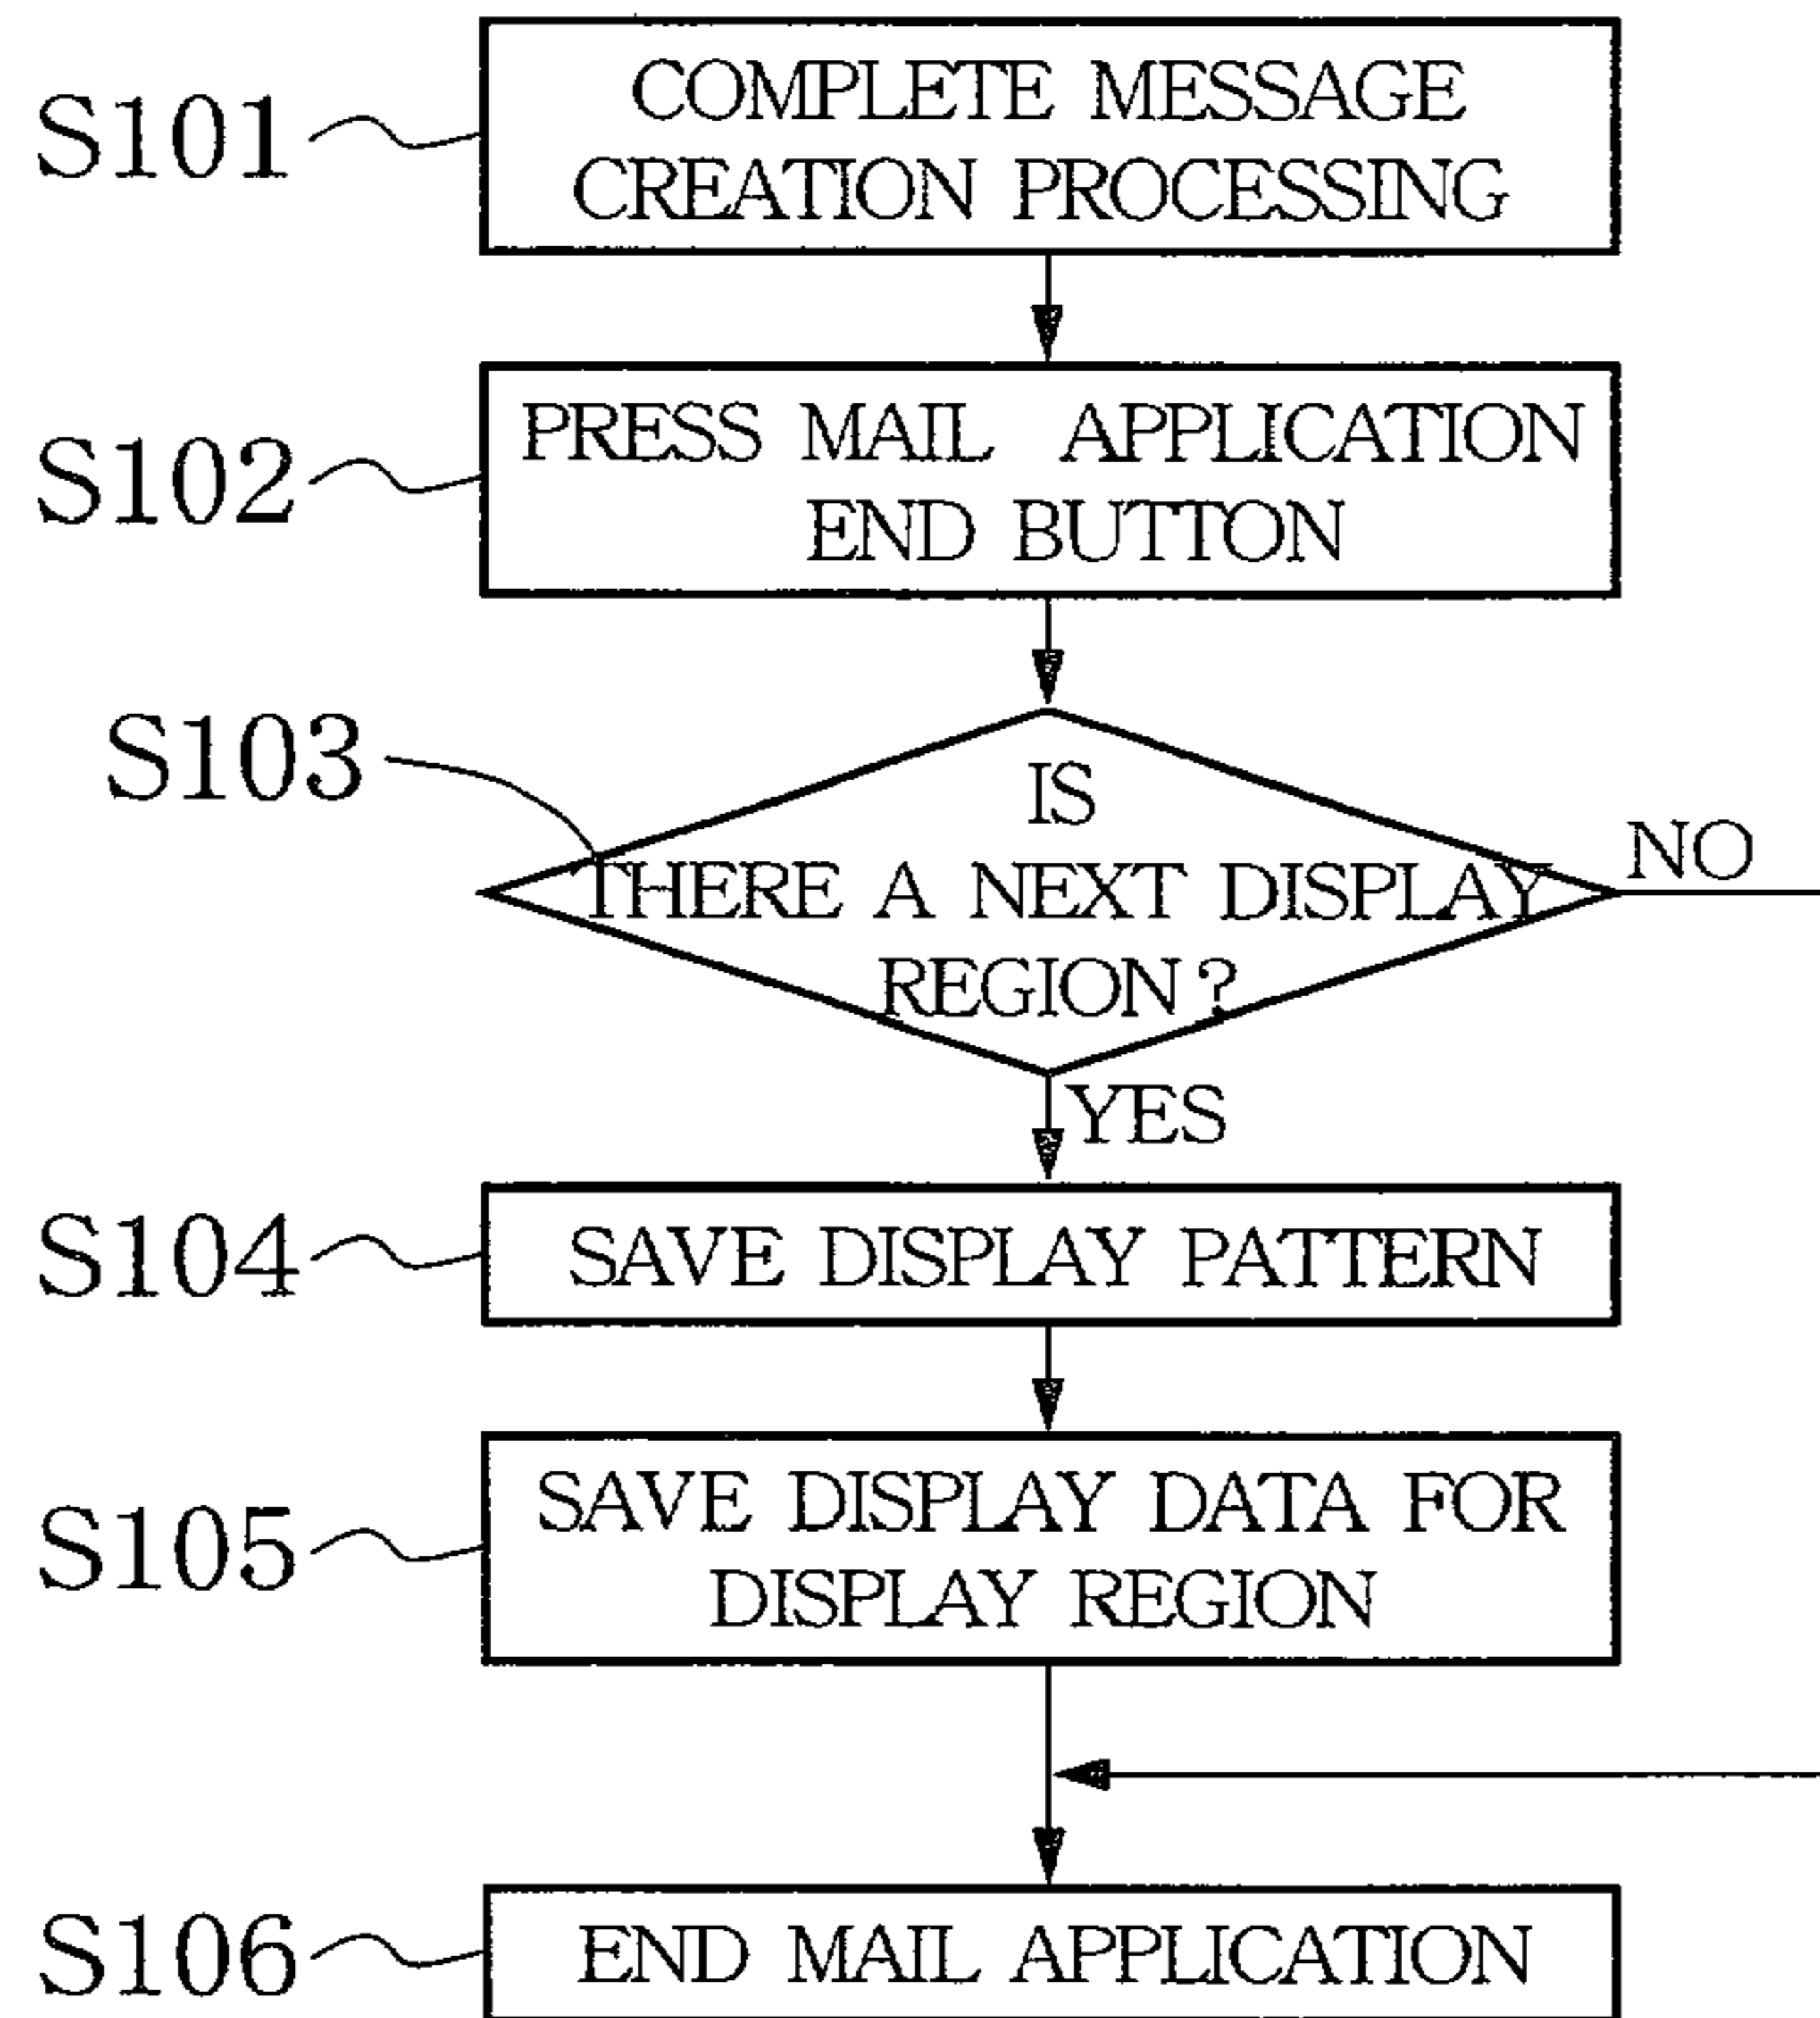 S101
COMPLETE MESSAGE
CREATION PROCESSING
S102
PRESS MAIL APPLICATION
END BUTTON
S103
IS
THERE A NEXT DISPLAY
REGION?
NO
YES
S104
SAVE DISPLAY PATTERN
S105
SAVE DISPLAY DATA FOR
DISPLAY REGION
S106
END MAIL APPLICATION